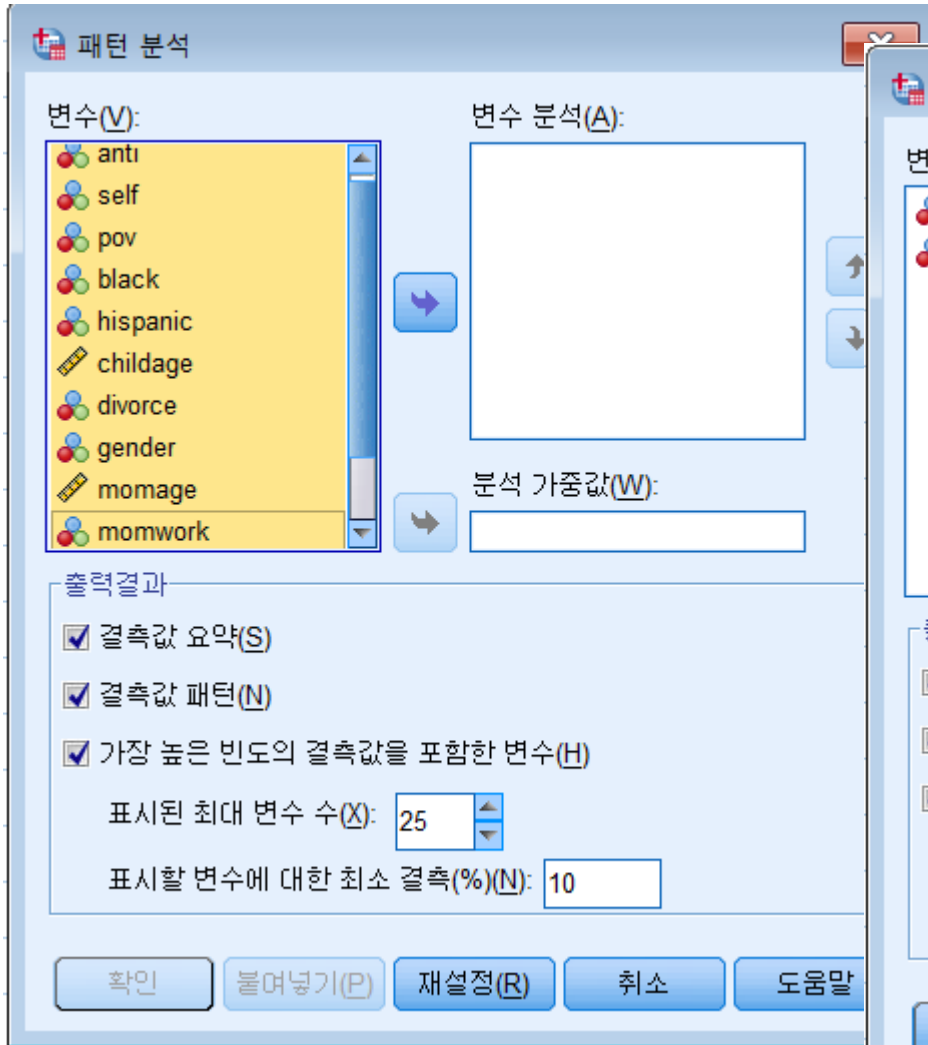 패턴 분석
변수(V):
변수 분석(A):
anti
self
pov
black
hispanic
childage
divorce
gender
momage
momwork
분석 가중값(W):
출력결과
결측값 요약(S)
결측값 패턴(N)
가장 높은 빈도의 결측값을 포함한 변수(H)
표시된 최대 변수 수(X): 25
표시할 변수에 대한 최소 결측(%)(N): 10
확인 붙여넣기(P) 재설정(R) 취소 도움말
변